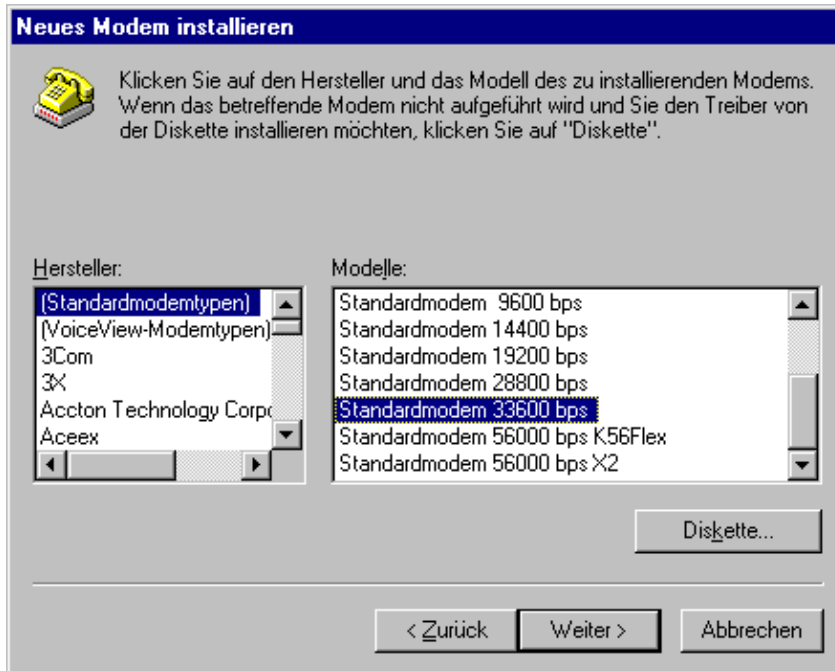 Neues Modem installieren
Klicken Sie auf den Hersteller und das Modell des zu installierenden Modems.
Wenn das betreffende Modem nicht aufgeführt wird und Sie den Treiber von
der Diskette installieren möchten, klicken Sie auf "Diskette".
Hersteller:
(Standardmodemtypen)
(VoiceView-Modemtypen)
3Com
3X
Accton Technology Corpo
Aceex
Modelle:
Standardmodem 9600 bps
Standardmodem 14400 bps
Standardmodem 19200 bps
Standardmodem 28800 bps
Standardmodem 33600 bps
Standardmodem 56000 bps K56Flex
Standardmodem 56000 bps X2
Diskette...
< Zurück
Weiter >
Abbrechen